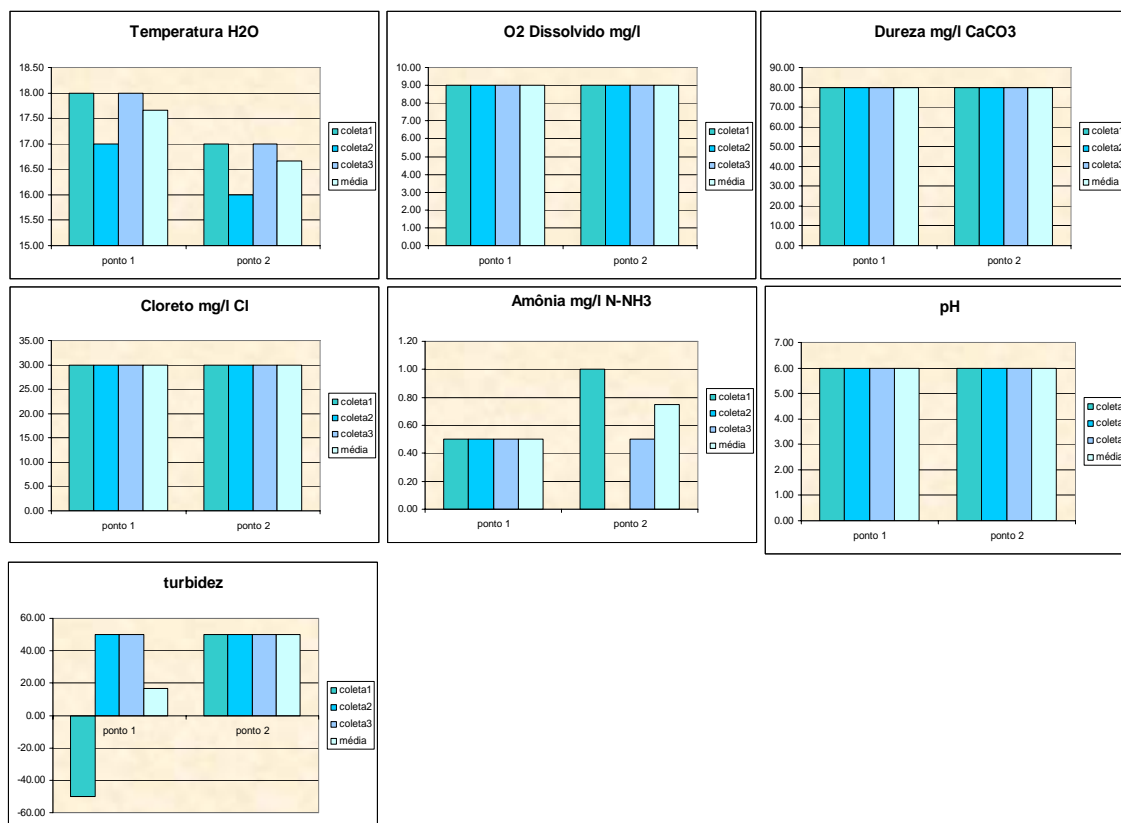 Temperatura H2O
18.50
18.00
17.50
17.00
16.50
16.00
15.50
15.00
ponto 1
ponto 2
coleta1
coleta2
coleta3
média
O2 Dissolvido mg/l
10.00
9.00
8.00
7.00
6.00
5.00
4.00
3.00
2.00
1.00
0.00
ponto 1
ponto 2
coleta1
coleta2
coleta3
média
Dureza mg/l CaCO3
90.00
80.00
70.00
60.00
50.00
40.00
30.00
20.00
10.00
0.00
ponto 1
ponto 2
coleta1
coleta2
coleta3
média
Cloreto mg/l Cl
35.00
30.00
25.00
20.00
15.00
10.00
5.00
0.00
ponto 1
ponto 2
coleta1
coleta2
coleta3
média
Amônia mg/l N-NH3
1.20
1.00
0.80
0.60
0.40
0.20
0.00
ponto 1
ponto 2
coleta1
coleta2
coleta3
média
pH
7.00
6.00
5.00
4.00
3.00
2.00
1.00
0.00
ponto 1
ponto 2
coleta
coleta
coleta
média
turbidez
60.00
40.00
20.00
0.00
-20.00
-40.00
-60.00
ponto 1
ponto 2
coleta1
coleta2
coleta3
média